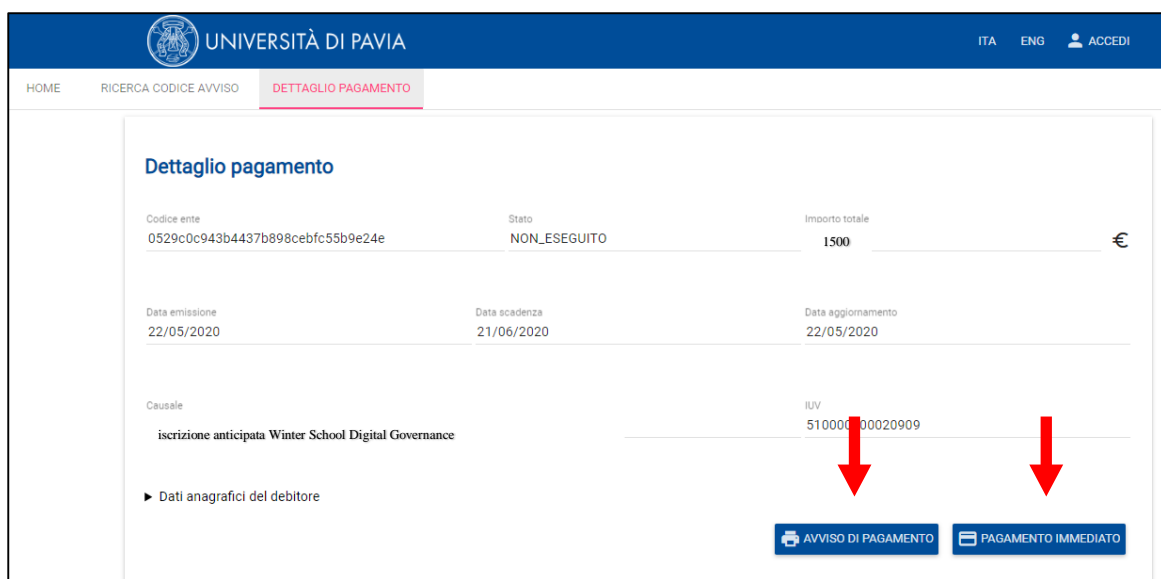 UNIVERSITÀ DI PAVIA
ITA ENG ACCEDI
HOME RICERCA CODICE AVVISO DETTAGLIO PAGAMENTO
Dettaglio pagamento
Codice ente Stato Importo totale
0529c0c943b4437b898cebfc55b9e24e NON_ESEGUITO 1500 €
Data emissione Data scadenza Data aggiornamento
22/05/2020 21/06/2020 22/05/2020
Causale IUV
iscrizione anticipata Winter School Digital Governance
Dati anagrafici del debitore
AVVISO DI PAGAMENTO PAGAMENTO IMMEDIATO